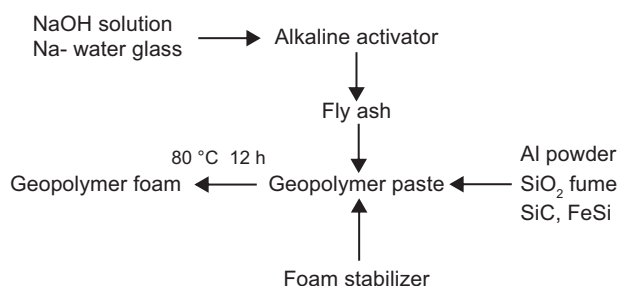 NaOH solution
Na- water glass
Alkaline activator
Fly ash
80 °C 12 h
Al powder
Geopolymer foam
Geopolymer paste
SiO₂ fume
SiC, FeSi
Foam stabilizer